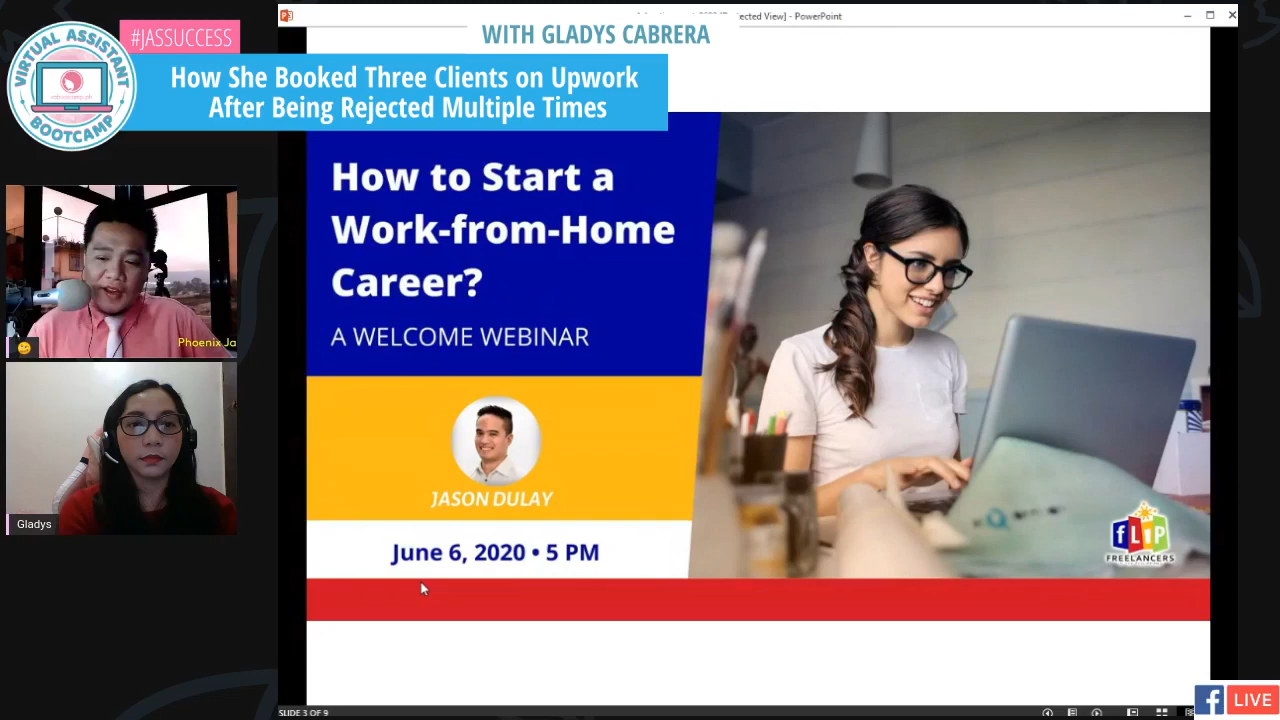 #JASSUCCESS
WITH GLADYS CABRERA
How She Booked Three Clients on Upwork
After Being Rejected Multiple Times
VIRTUAL ASSISTANT
BOOTCAMP
View] - PowerPoint
How to Start a
Work-from-Home
Career?
A WELCOME WEBINAR
JASON DULAY
June 6, 2020 • 5 PM
fLIP
FREELANCERS
Phoenix Ja
Gladys
SLIDE 3 OF 9
f LIVE